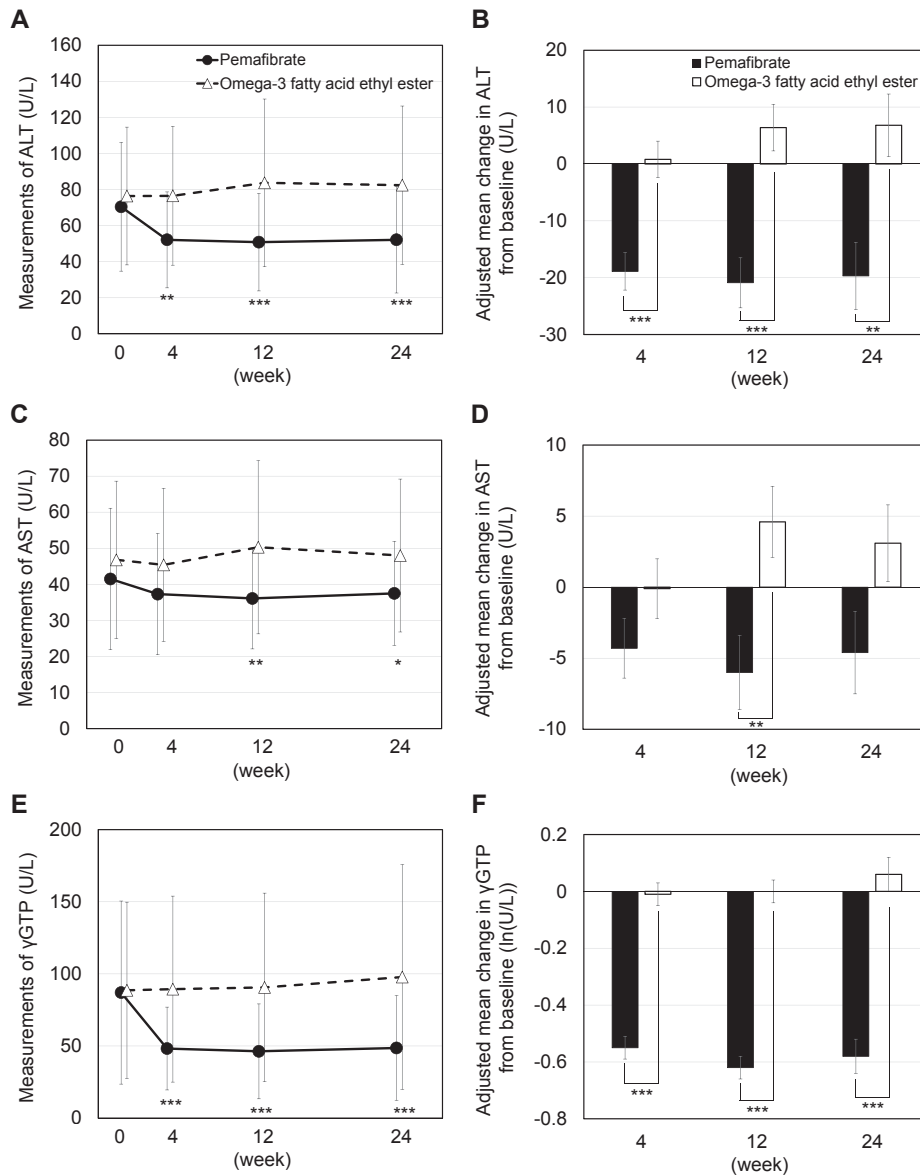 A
Measurements of ALT (U/L)
160
140
120
100
80
60
40
20
0
Pemafibrate
Omega-3 fatty acid ethyl ester
**
***
***
0 4 12 24
(week)
B
Adjusted mean change in ALT
from baseline (U/L)
20
10
0
-10
-20
-30
Pemafibrate
Omega-3 fatty acid ethyl ester
***
***
**
4 12 24
(week)
C
Measurements of AST (U/L)
80
70
60
50
40
30
20
10
0
**
*
0 4 12 24
(week)
D
Adjusted mean change in AST
from baseline (U/L)
10
5
0
-5
-10
**
4 12 24
(week)
E
Measurements of γGTP (U/L)
200
150
100
50
0
***
***
***
0 4 12 24
(week)
F
Adjusted mean change in γGTP
from baseline (ln(U/L))
0.2
0
-0.2
-0.4
-0.6
-0.8
***
***
***
4 12 24
(week)